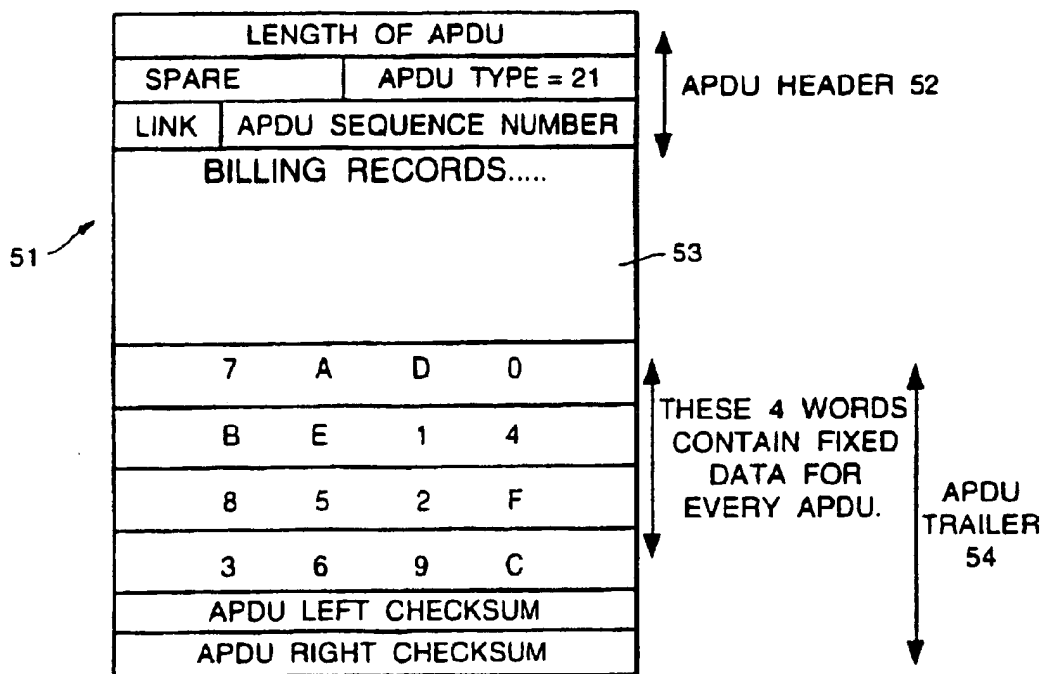 LENGTH OF APDU
SPARE
APDU TYPE = 21
LINK
APDU SEQUENCE NUMBER
APDU HEADER 52
BILLING RECORDS.....
51
53
7 A D 0
B E 1 4
8 5 2 F
3 6 9 C
THESE 4 WORDS
CONTAIN FIXED
DATA FOR
EVERY APDU.
APDU
TRAILER
54
APDU LEFT CHECKSUM
APDU RIGHT CHECKSUM